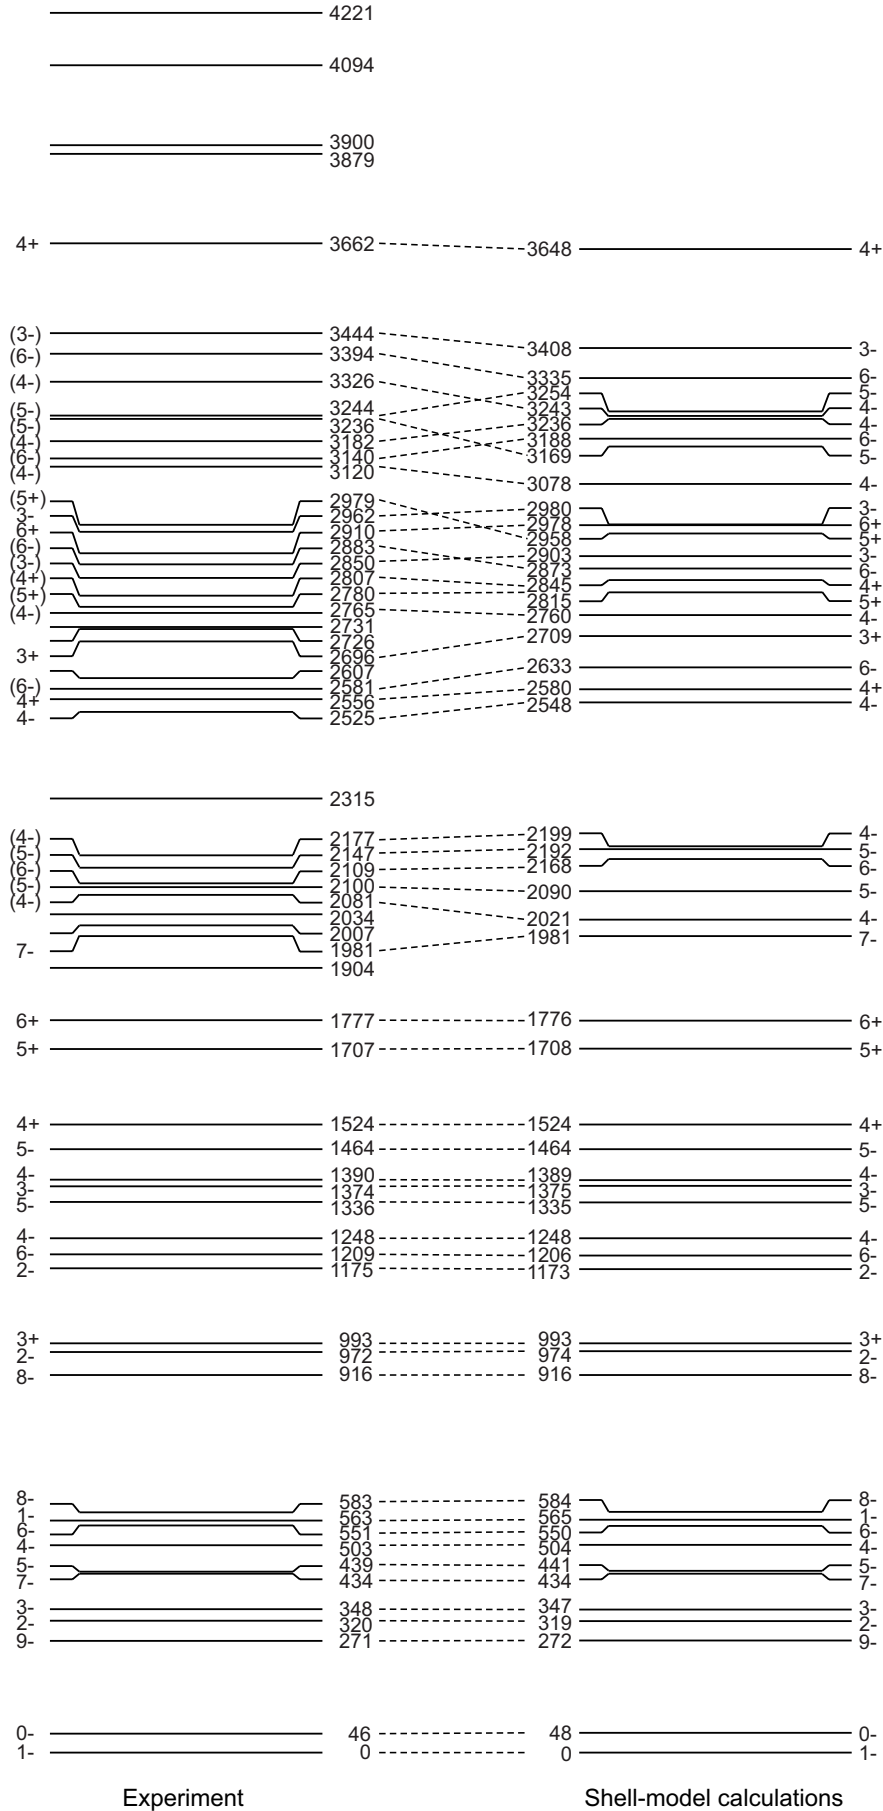 4221
4094
3900
3879
4+ 3662 3648 4+
(3-) 3444 3408 3-
(6-) 3394 3335 6-
(4-) 3326 3254 5-
(5-) 3244 3243 4-
(5-) 3236 3236 4-
(4-) 3182 3188 6-
(6-) 3140 3169 5-
(4-) 3120 3078 4-
(5+) 2979 2980 3-
3- 2962 2978 6+
6+ 2910 2958 5+
(6-) 2883 2903 3-
(3-) 2850 2873 6-
(4+) 2807 2845 4+
(5+) 2780 2815 5+
(4-) 2765 2760 4-
2731
2726
3+ 2696 2709 3+
2607
(6-) 2581 2633 6-
4+ 2556 2580 4+
4- 2525 2548 4-
2315
(4-) 2177 2199 4-
(5-) 2147 2192 5-
(6-) 2109 2168 6-
(5-) 2100 2090 5-
(4-) 2081 2021 4-
2034
2007
7- 1981 1981 7-
1904
6+ 1777 1776 6+
5+ 1707 1708 5+
4+ 1524 1524 4+
5- 1464 1464 5-
4- 1390 1389 4-
3- 1374 1375 3-
5- 1336 1335 5-
4- 1248 1248 4-
6- 1209 1206 6-
2- 1175 1173 2-
3+ 993 993 3+
2- 972 974 2-
8- 916 916 8-
8- 583 584 8-
1- 563 565 1-
6- 551 550 6-
4- 503 504 4-
5- 439 441 5-
7- 434 434 7-
3- 348 347 3-
2- 320 319 2-
9- 271 272 9-
0- 46 48 0-
1- 0 0 1-
Experiment Shell-model calculations